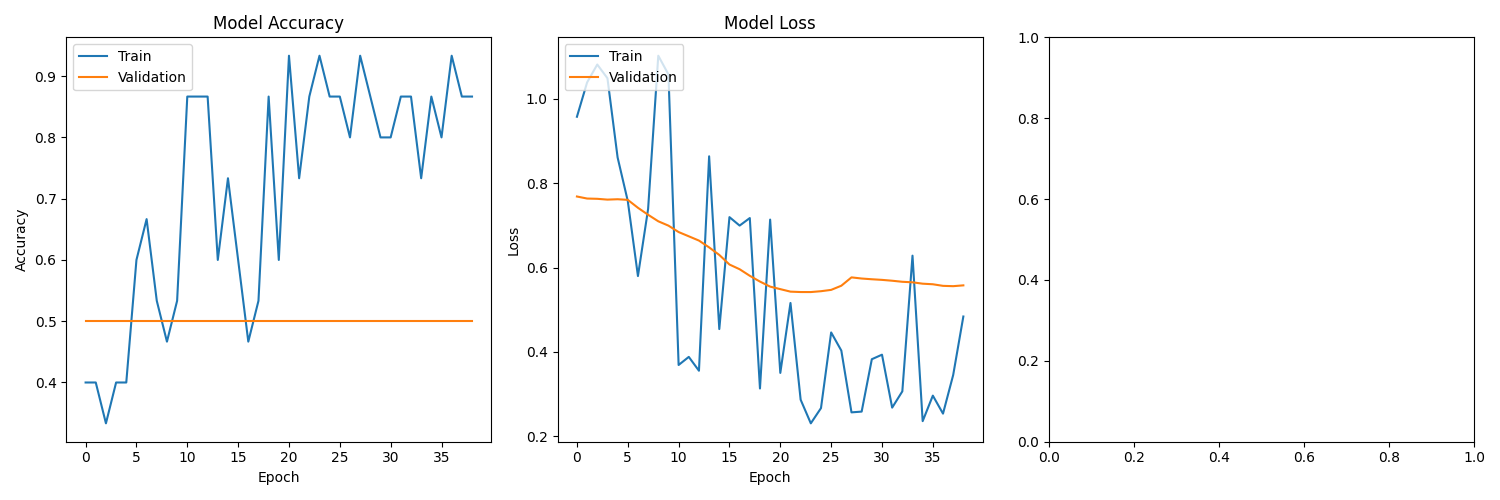 Model Accuracy
Train
Validation
0.9
0.8
0.7
0.6
0.5
0.4
Accuracy
0 5 10 15 20 25 30 35
Epoch
Model Loss
Train
Validation
1.0
0.8
0.6
0.4
0.2
Loss
0 5 10 15 20 25 30 35
Epoch
1.0
0.8
0.6
0.4
0.2
0.0
0.0 0.2 0.4 0.6 0.8 1.0